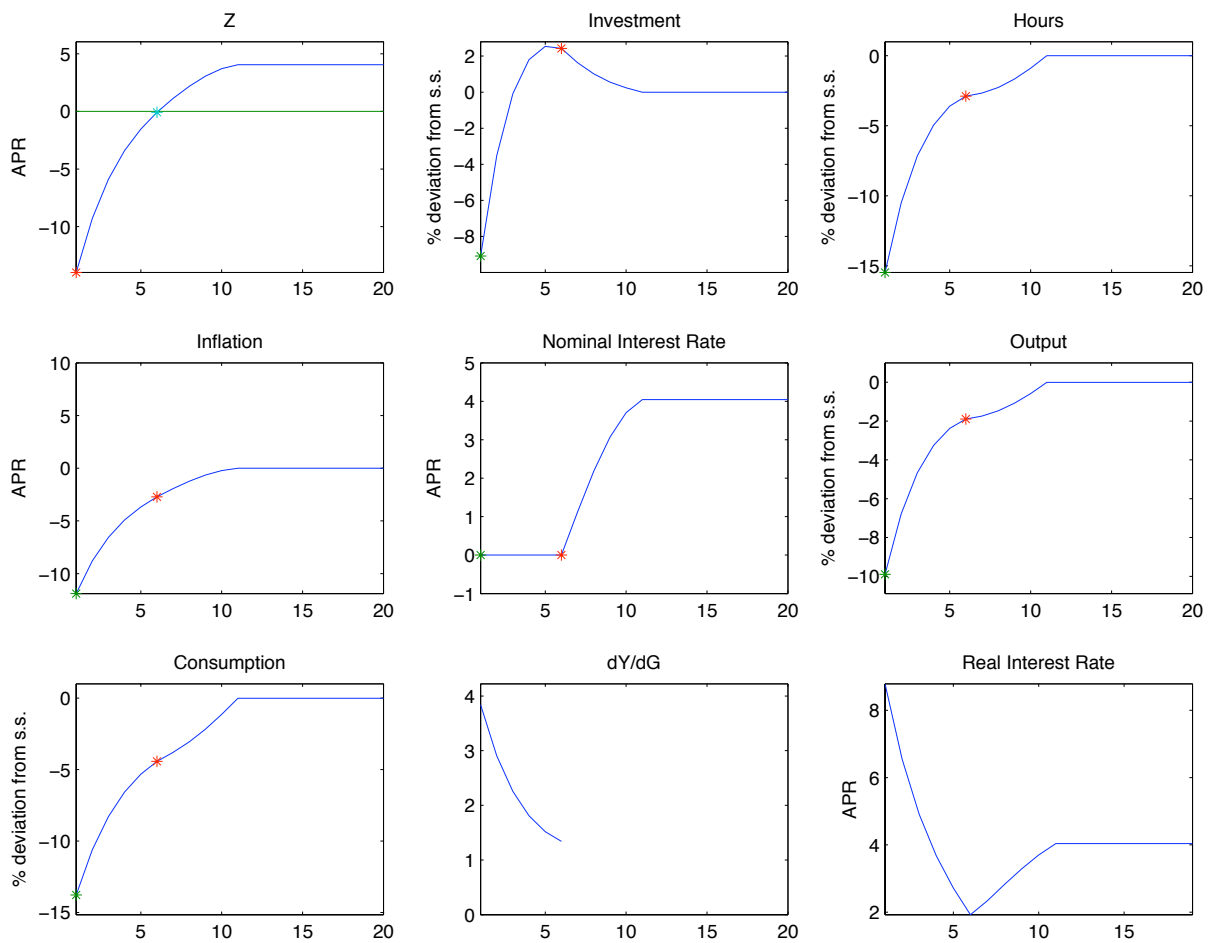 Z
APR
5
0
−5
−10
5 10 15 20
Investment
% deviation from s.s.
2
0
−2
−4
−6
−8
5 10 15 20
Hours
% deviation from s.s.
0
−5
−10
−15
5 10 15 20
Inflation
APR
10
5
0
−5
−10
5 10 15 20
Nominal Interest Rate
APR
5
4
3
2
1
0
−1
5 10 15 20
Output
% deviation from s.s.
0
−2
−4
−6
−8
−10
5 10 15 20
Consumption
% deviation from s.s.
0
−5
−10
−15
5 10 15 20
dY/dG
4
3
2
1
0
5 10 15 20
Real Interest Rate
APR
8
6
4
2
5 10 15